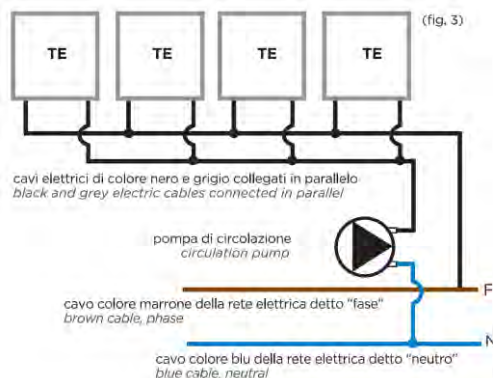 (fig. 3)
TE TE TE TE
cavi elettrici di colore nero e grigio collegati in parallelo
black and grey electric cables connected in parallel
pompa di circolazione
circulation pump
F
cavo colore marrone della rete elettrica detto "fase"
brown cable, phase
N
cavo colore blu della rete elettrica detto "neutro"
blue cable, neutral